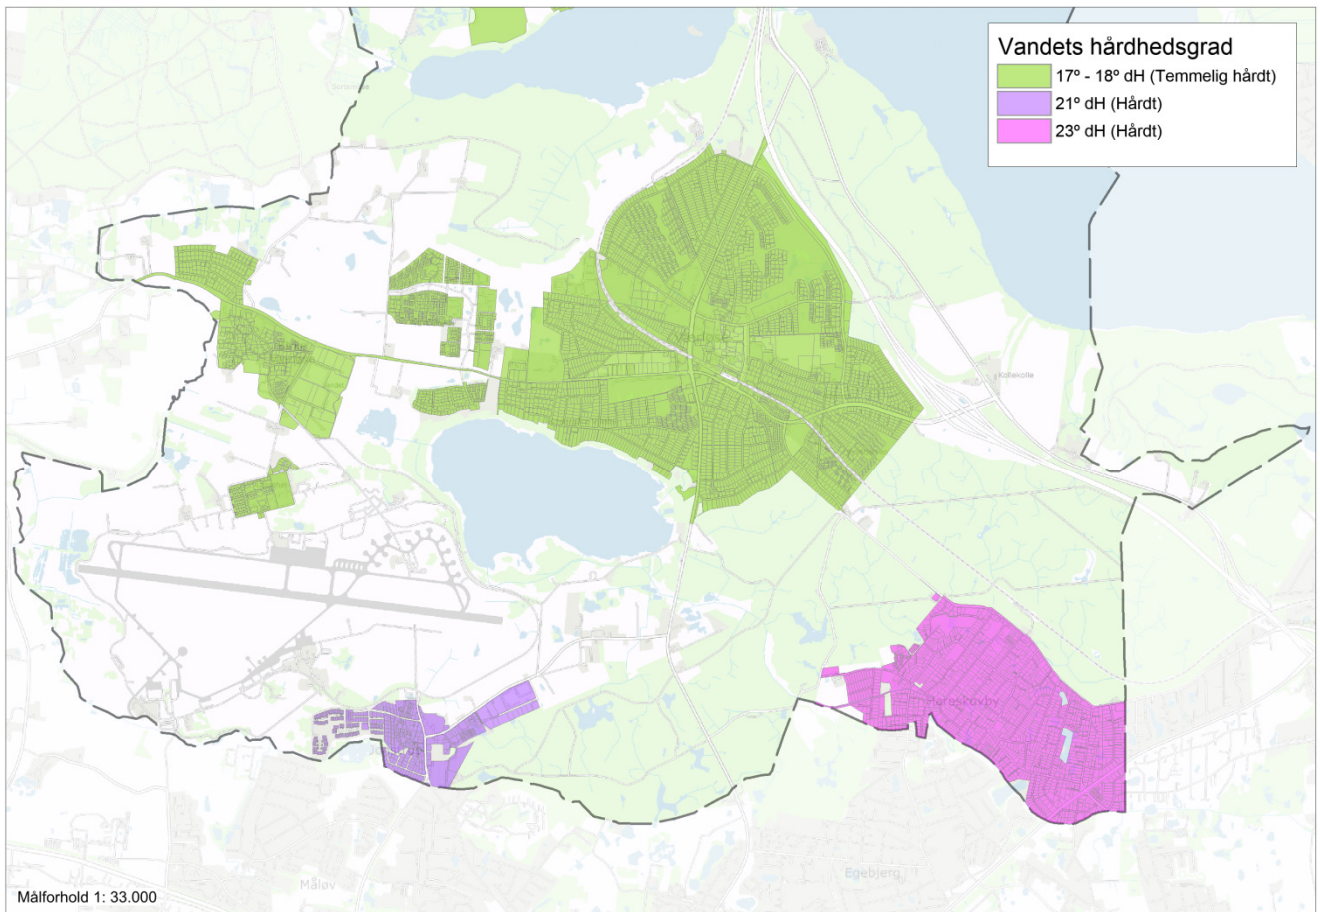 Vandets hårdhedsgrad
17º - 18º dH (Temmelig hårdt)
21º dH (Hårdt)
23º dH (Hårdt)
Kollekolle
Hareskovby
Måløv
Egebjerg
Målforhold 1: 33.000